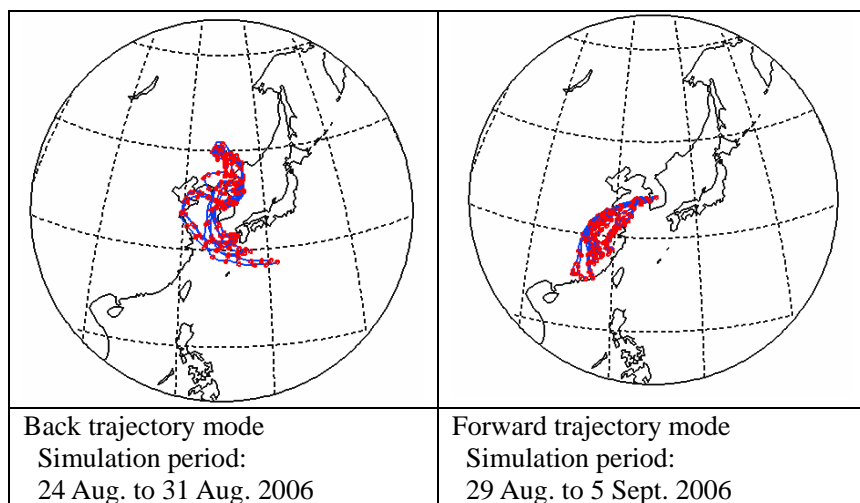 Back trajectory mode
Simulation period:
24 Aug. to 31 Aug. 2006
Forward trajectory mode
Simulation period:
29 Aug. to 5 Sept. 2006